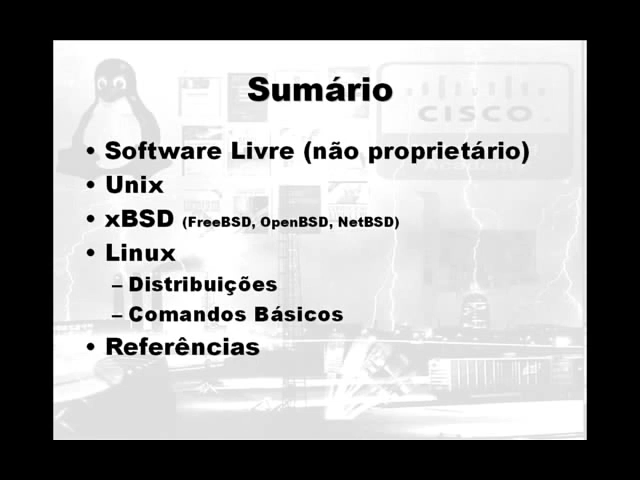 Sumário
CISCO
• Software Livre (não proprietário)
• Unix
• xBSD (FreeBSD, OpenBSD, NetBSD)
• Linux
– Distribuições
– Comandos Básicos
• Referências